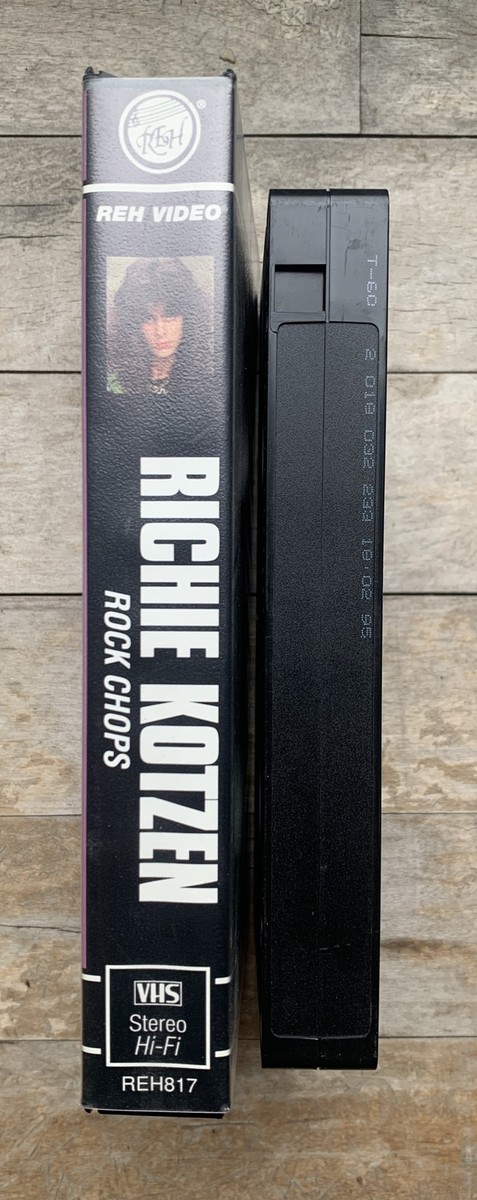 REH
®
REH VIDEO
RICHIE KOTZEN
ROCK CHOPS
VHS
Stereo
Hi-Fi
REH817
T-60
2 018 032 233 18·02 95